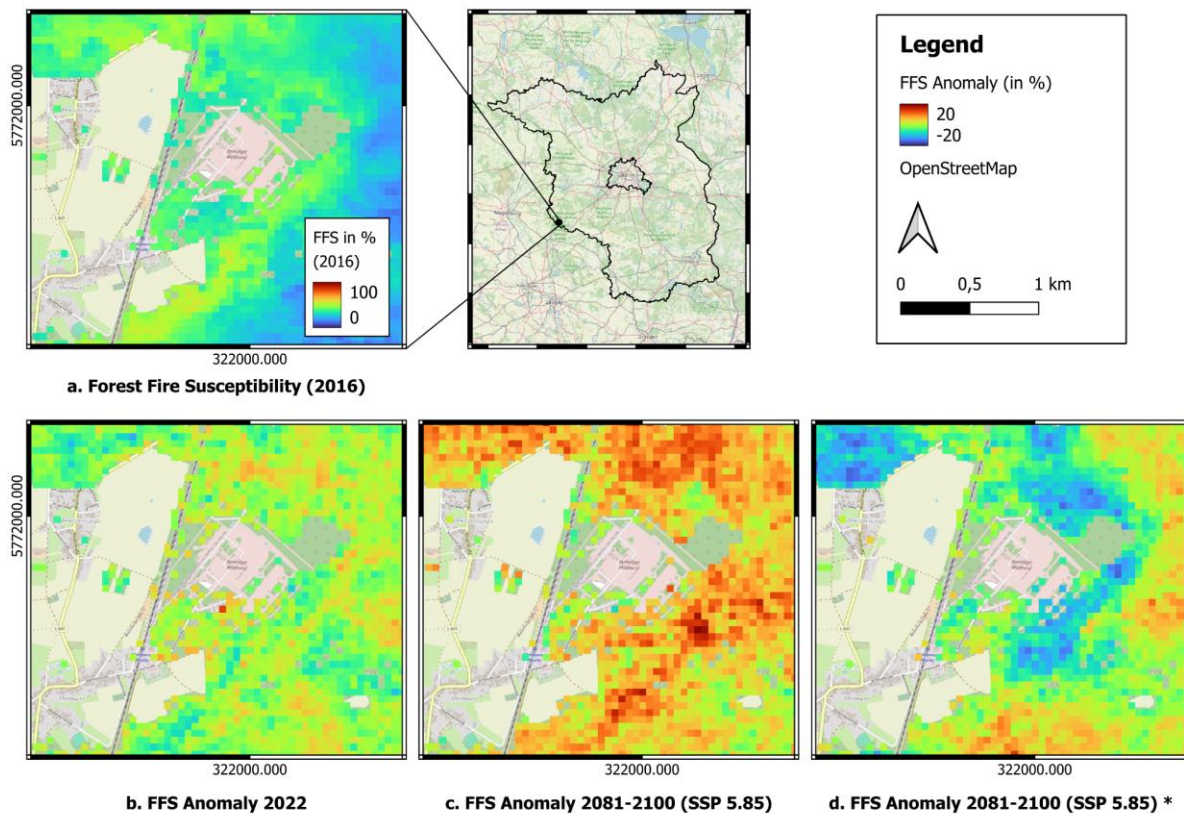 5772000.000
FFS in %
(2016)
100
0
322000.000
a. Forest Fire Susceptibility (2016)
Legend
FFS Anomaly (in %)
20
-20
OpenStreetMap
0 0,5 1 km
5772000.000
322000.000
322000.000
322000.000
b. FFS Anomaly 2022
c. FFS Anomaly 2081-2100 (SSP 5.85)
d. FFS Anomaly 2081-2100 (SSP 5.85) *